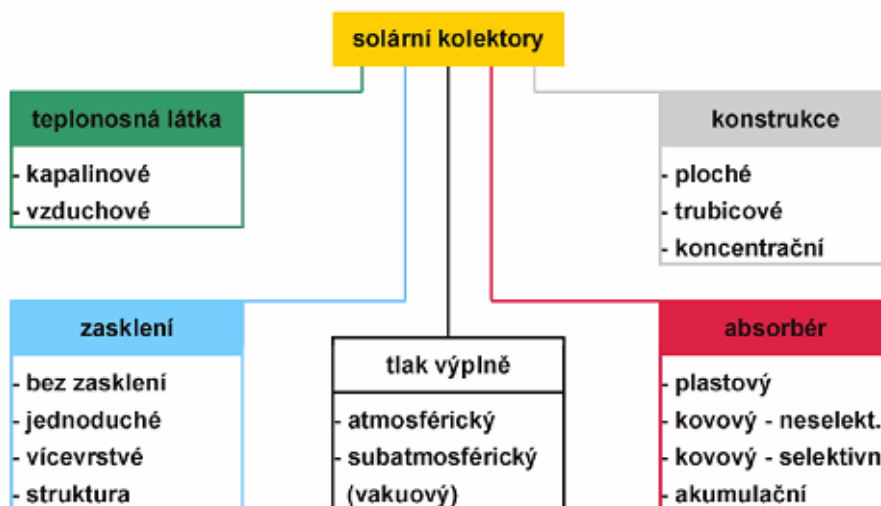 solární kolektory
teplonosná látka
- kapalinové
- vzduchové
konstrukce
- ploché
- trubicové
- koncentrační
zasklení
- bez zasklení
- jednoduché
- vícevrstvé
- struktura
tlak výplně
- atmosférický
- subatmosférický
(vakuový)
absorbér
- plastový
- kovový - neselekt.
- kovový - selektivn
- akumulační